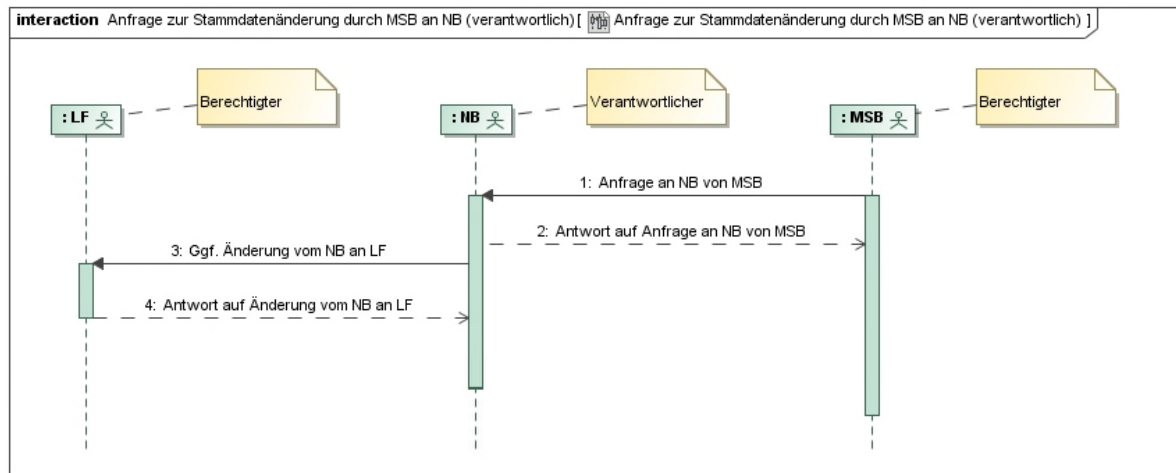 interaction Anfrage zur Stammdatenänderung durch MSB an NB (verantwortlich) [ Anfrage zur Stammdatenänderung durch MSB an NB (verantwortlich) ]
Berechtigter
Verantwortlicher
Berechtigter
: LF
: NB
: MSB
1: Anfrage an NB von MSB
2: Antwort auf Anfrage an NB von MSB
3: Ggf. Änderung vom NB an LF
4: Antwort auf Änderung vom NB an LF